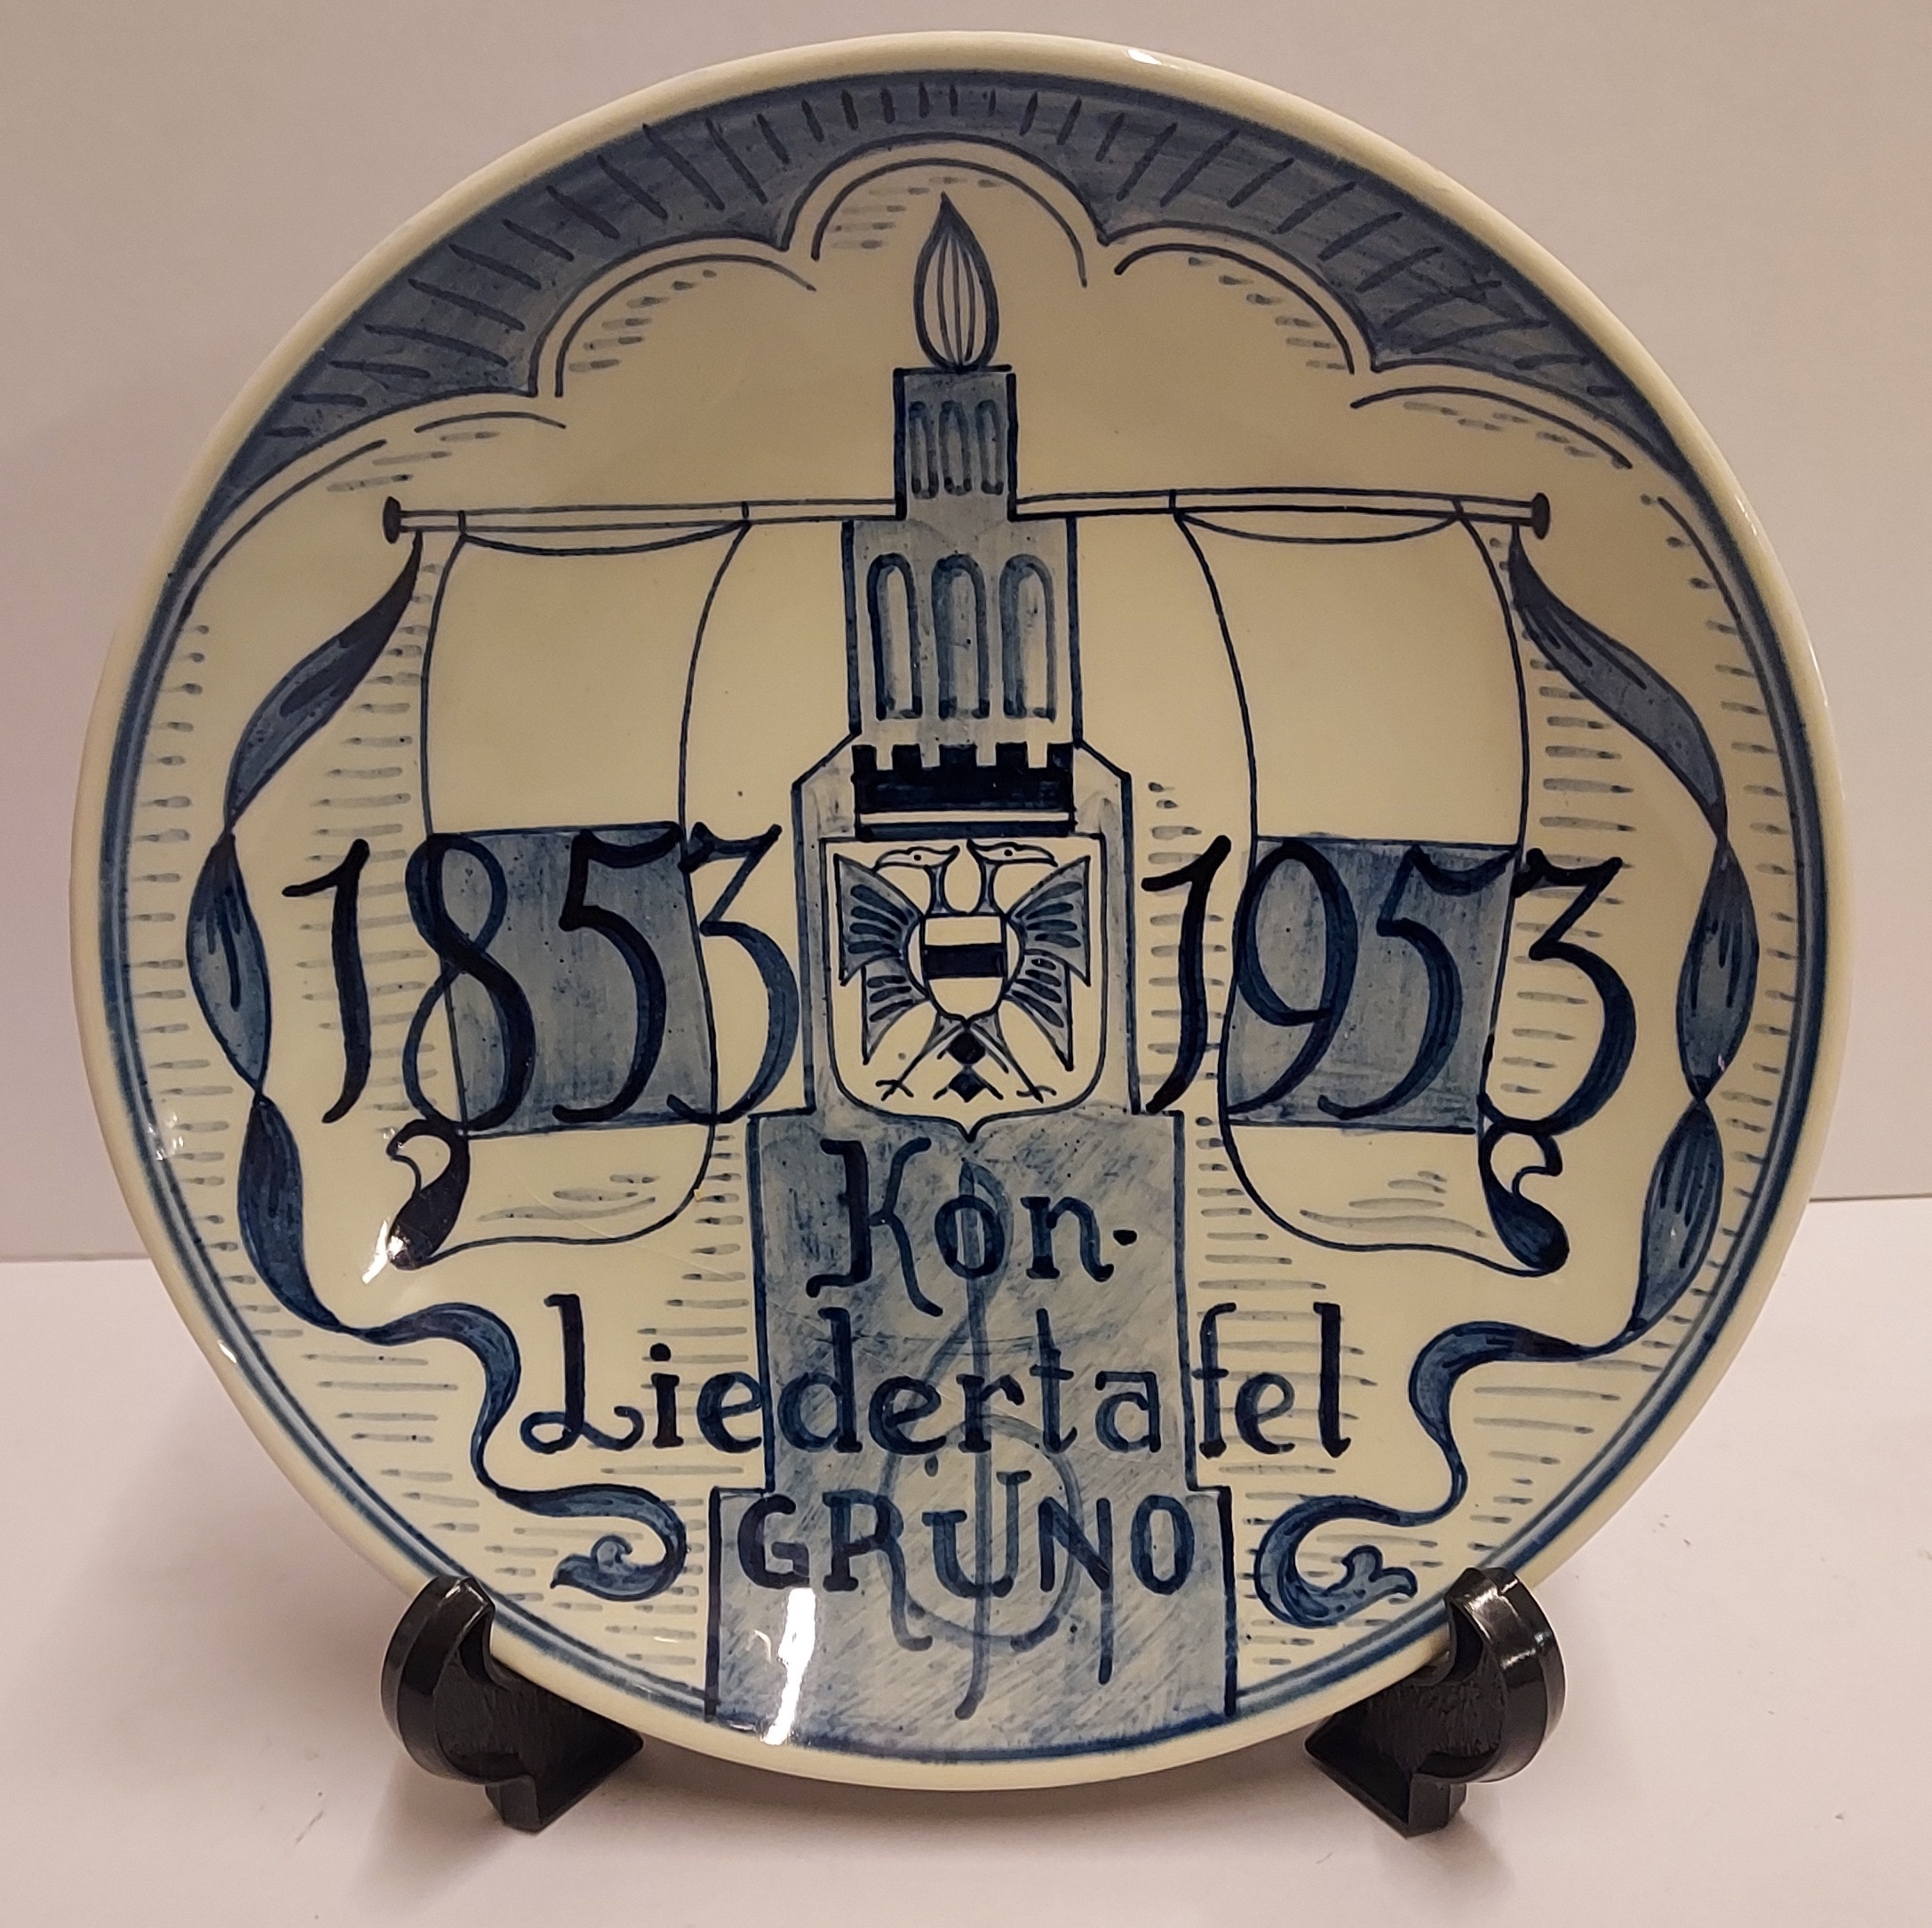 1853 1953
Kon.
Liedertafel
GRUNO